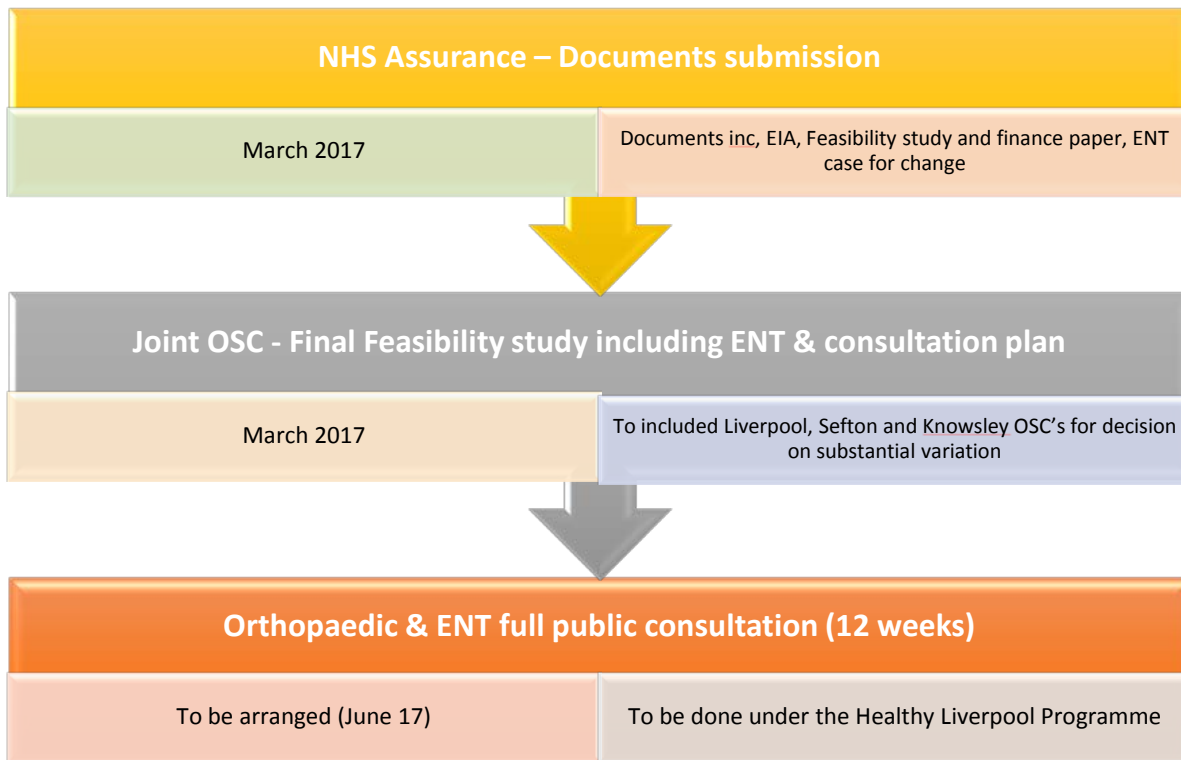 NHS Assurance – Documents submission
March 2017
Documents inc, EIA, Feasibility study and finance paper, ENT
case for change
Joint OSC - Final Feasibility study including ENT & consultation plan
March 2017
To included Liverpool, Sefton and Knowsley OSC’s for decision
on substantial variation
Orthopaedic & ENT full public consultation (12 weeks)
To be arranged (June 17)
To be done under the Healthy Liverpool Programme